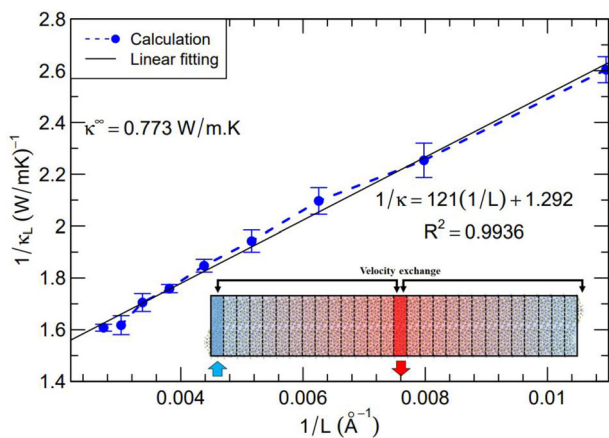 Calculation
Linear fitting
κ∞ = 0.773 W/m.K
1/κ = 121(1/L) + 1.292
R² = 0.9936
Velocity exchange
1/κL (W/mK)⁻¹
2.8
2.6
2.4
2.2
2
1.8
1.6
1.4
0.004
0.006
0.008
0.01
1/L (Å⁻¹)